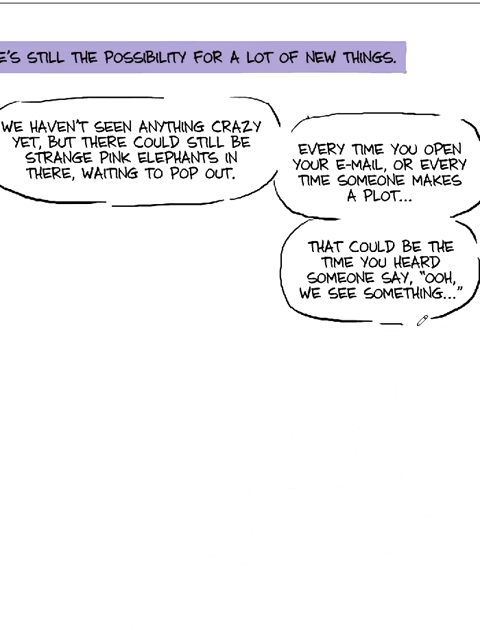 E'S STILL THE POSSIBILITY FOR A LOT OF NEW THINGS.
WE HAVEN'T SEEN ANYTHING CRAZY
YET, BUT THERE COULD STILL BE
STRANGE PINK ELEPHANTS IN
THERE, WAITING TO POP OUT.
EVERY TIME YOU OPEN
YOUR E-MAIL, OR EVERY
TIME SOMEONE MAKES
A PLOT...
THAT COULD BE THE
TIME YOU HEARD
SOMEONE SAY, "OOH,
WE SEE SOMETHING..."